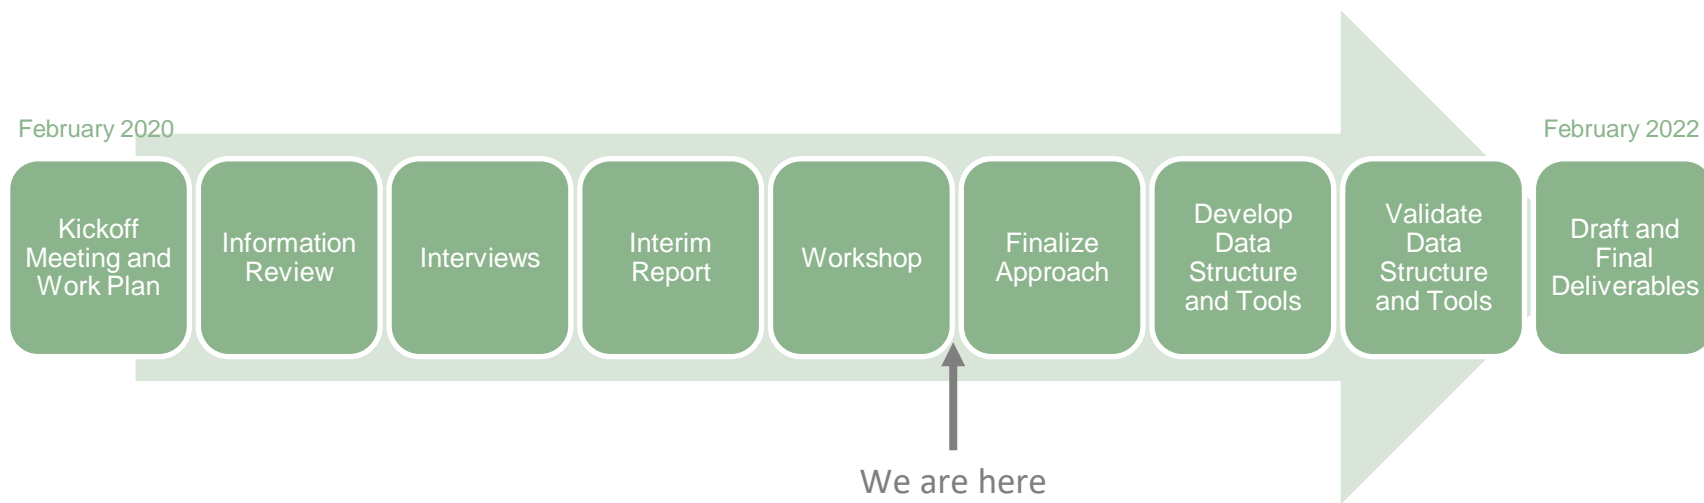 February 2020
February 2022
Kickoff
Meeting and
Work Plan
Information
Review
Interviews
Interim
Report
Workshop
Finalize
Approach
Develop
Data
Structure
and Tools
Validate
Data
Structure
and Tools
Draft and
Final
Deliverables
We are here